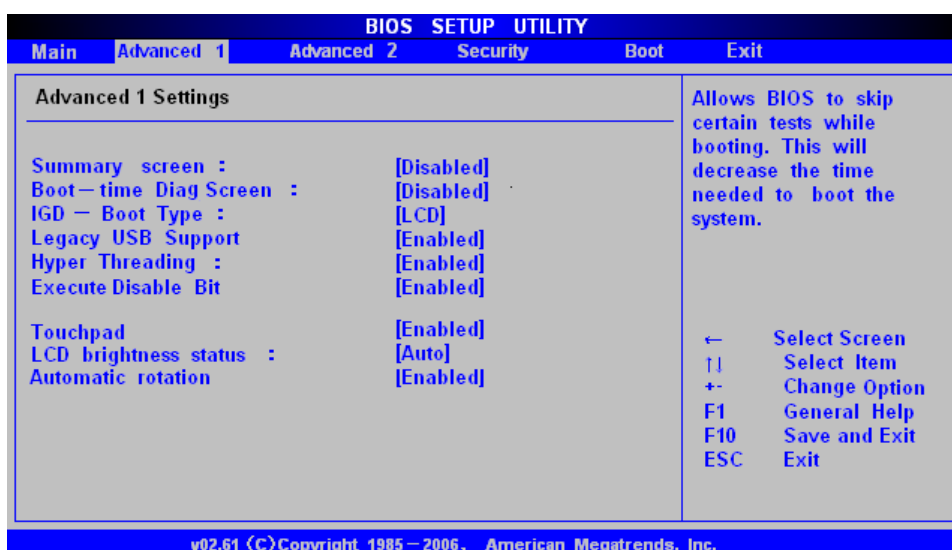 BIOS SETUP UTILITY
Main Advanced 1 Advanced 2 Security Boot Exit
Advanced 1 Settings
Summary screen : [Disabled]
Boot—time Diag Screen : [Disabled]
IGD — Boot Type : [LCD]
Legacy USB Support [Enabled]
Hyper Threading : [Enabled]
Execute Disable Bit [Enabled]
Touchpad [Enabled]
LCD brightness status : [Auto]
Automatic rotation [Enabled]
Allows BIOS to skip
certain tests while
booting. This will
decrease the time
needed to boot the
system.
← Select Screen
↑↓ Select Item
+- Change Option
F1 General Help
F10 Save and Exit
ESC Exit
v02.61 (C)Copyright 1985—2006, American Megatrends, Inc.